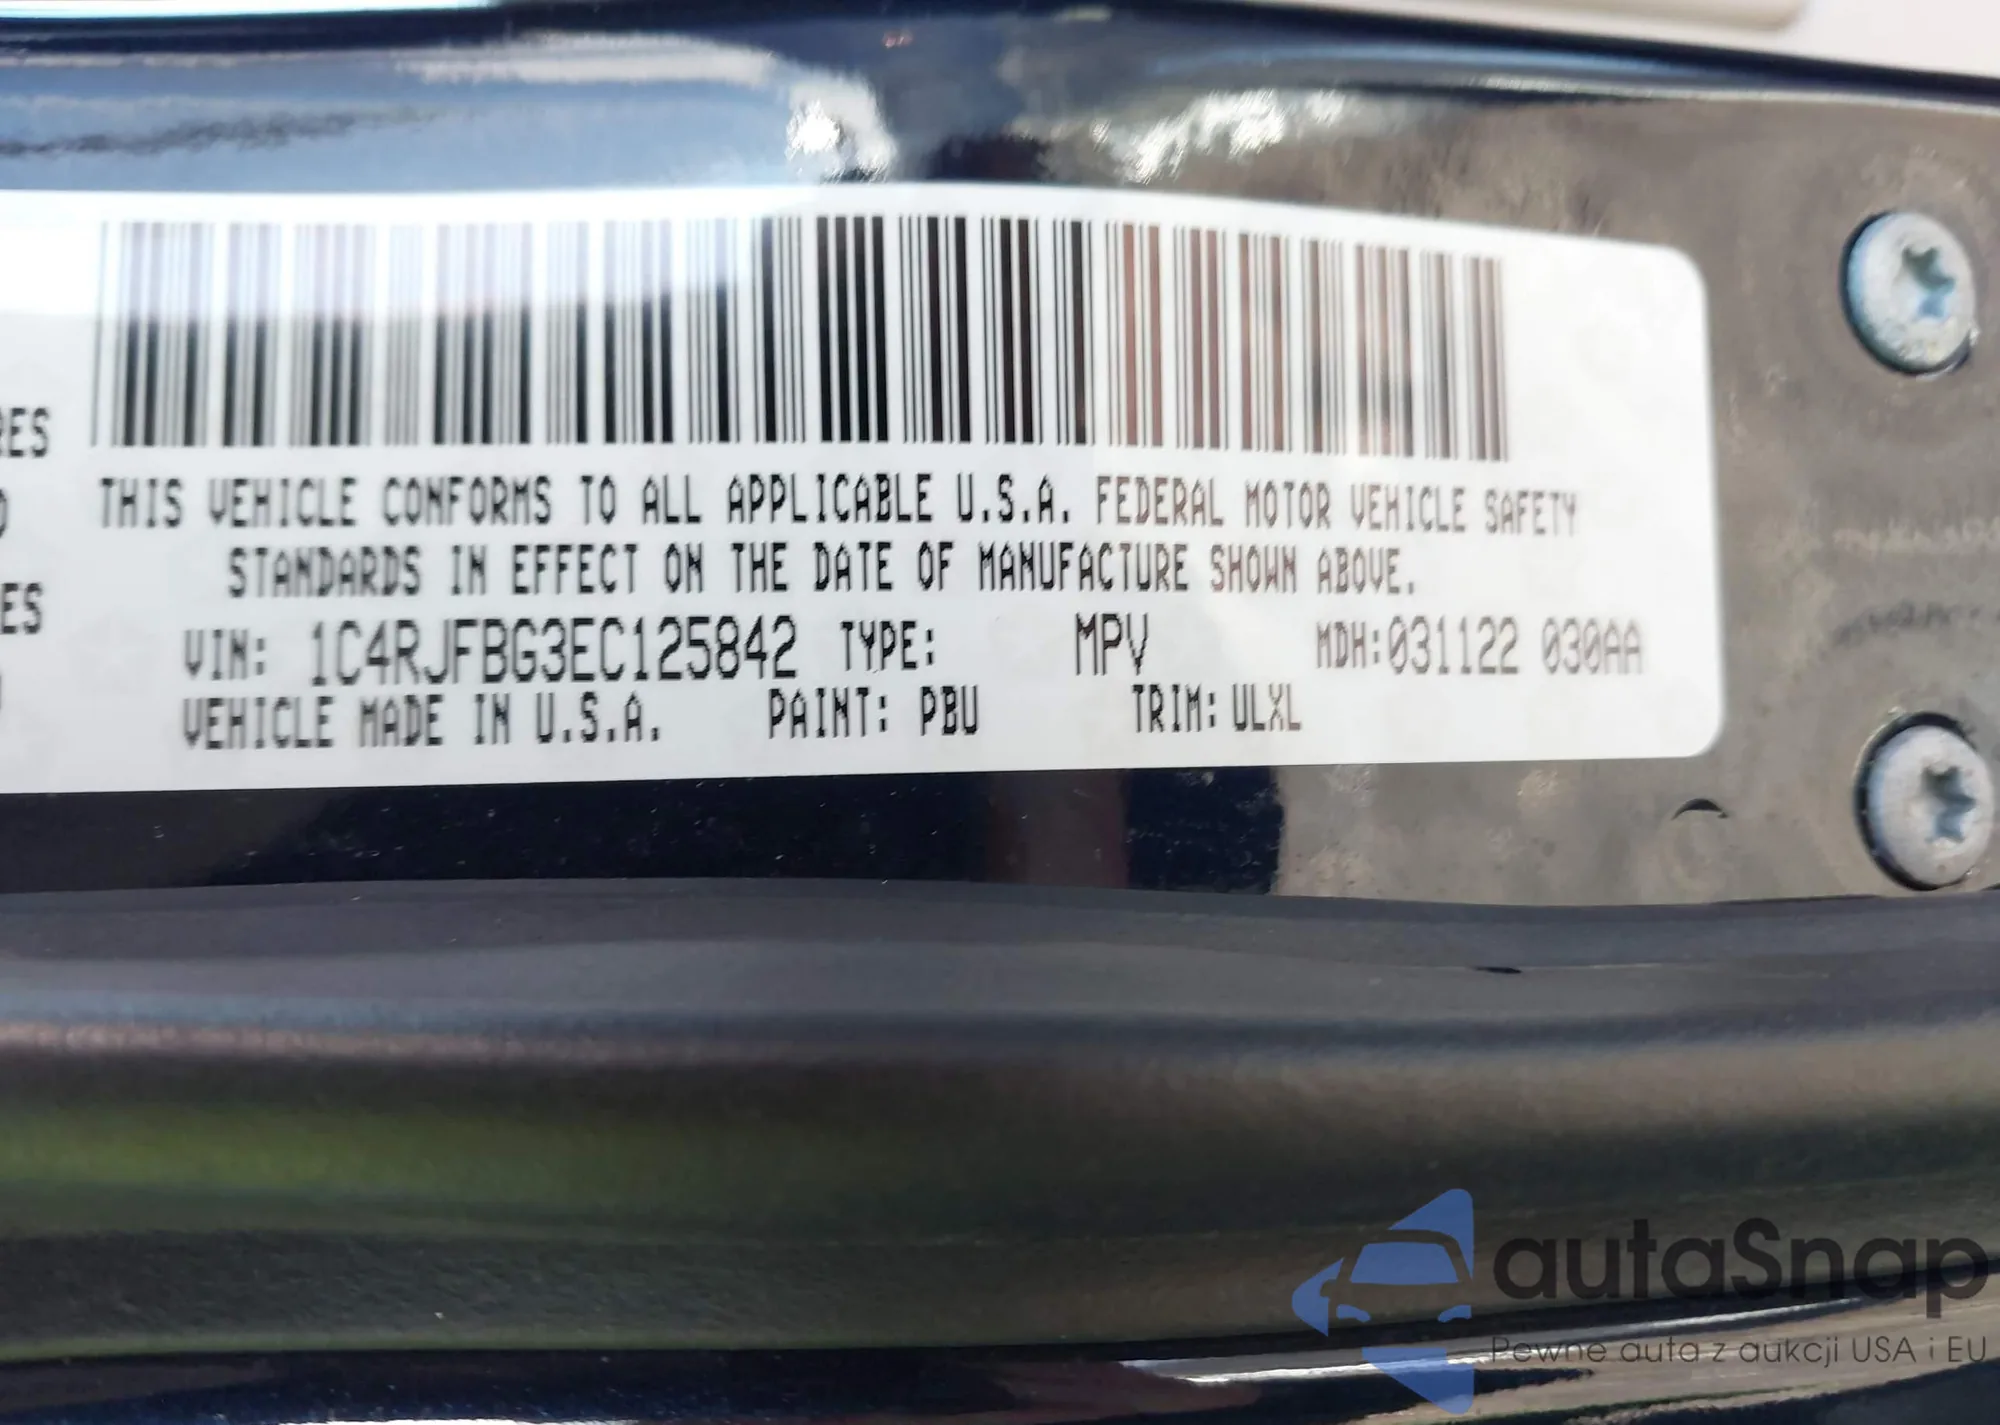 RES
THIS VEHICLE CONFORMS TO ALL APPLICABLE U.S.A. FEDERAL MOTOR VEHICLE SAFETY
STANDARDS IN EFFECT ON THE DATE OF MANUFACTURE SHOWN ABOVE.
ES
VIN: 1C4RJFBG3EC125842 TYPE: MPV MDH:031122 030AA
VEHICLE MADE IN U.S.A. PAINT: PBU TRIM: ULXL
autaSnap
Pewne auta z aukcji USA i EU